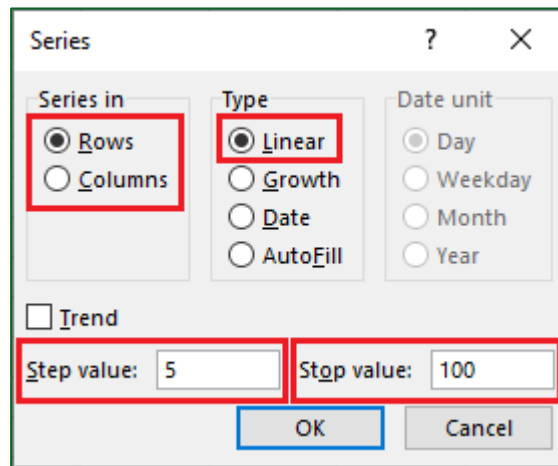 Series ?
Series in
Rows
Columns
Type
Linear
Growth
Date
AutoFill
Date unit
Day
Weekday
Month
Year
Trend
Step value: 5
Stop value: 100
OK
Cancel